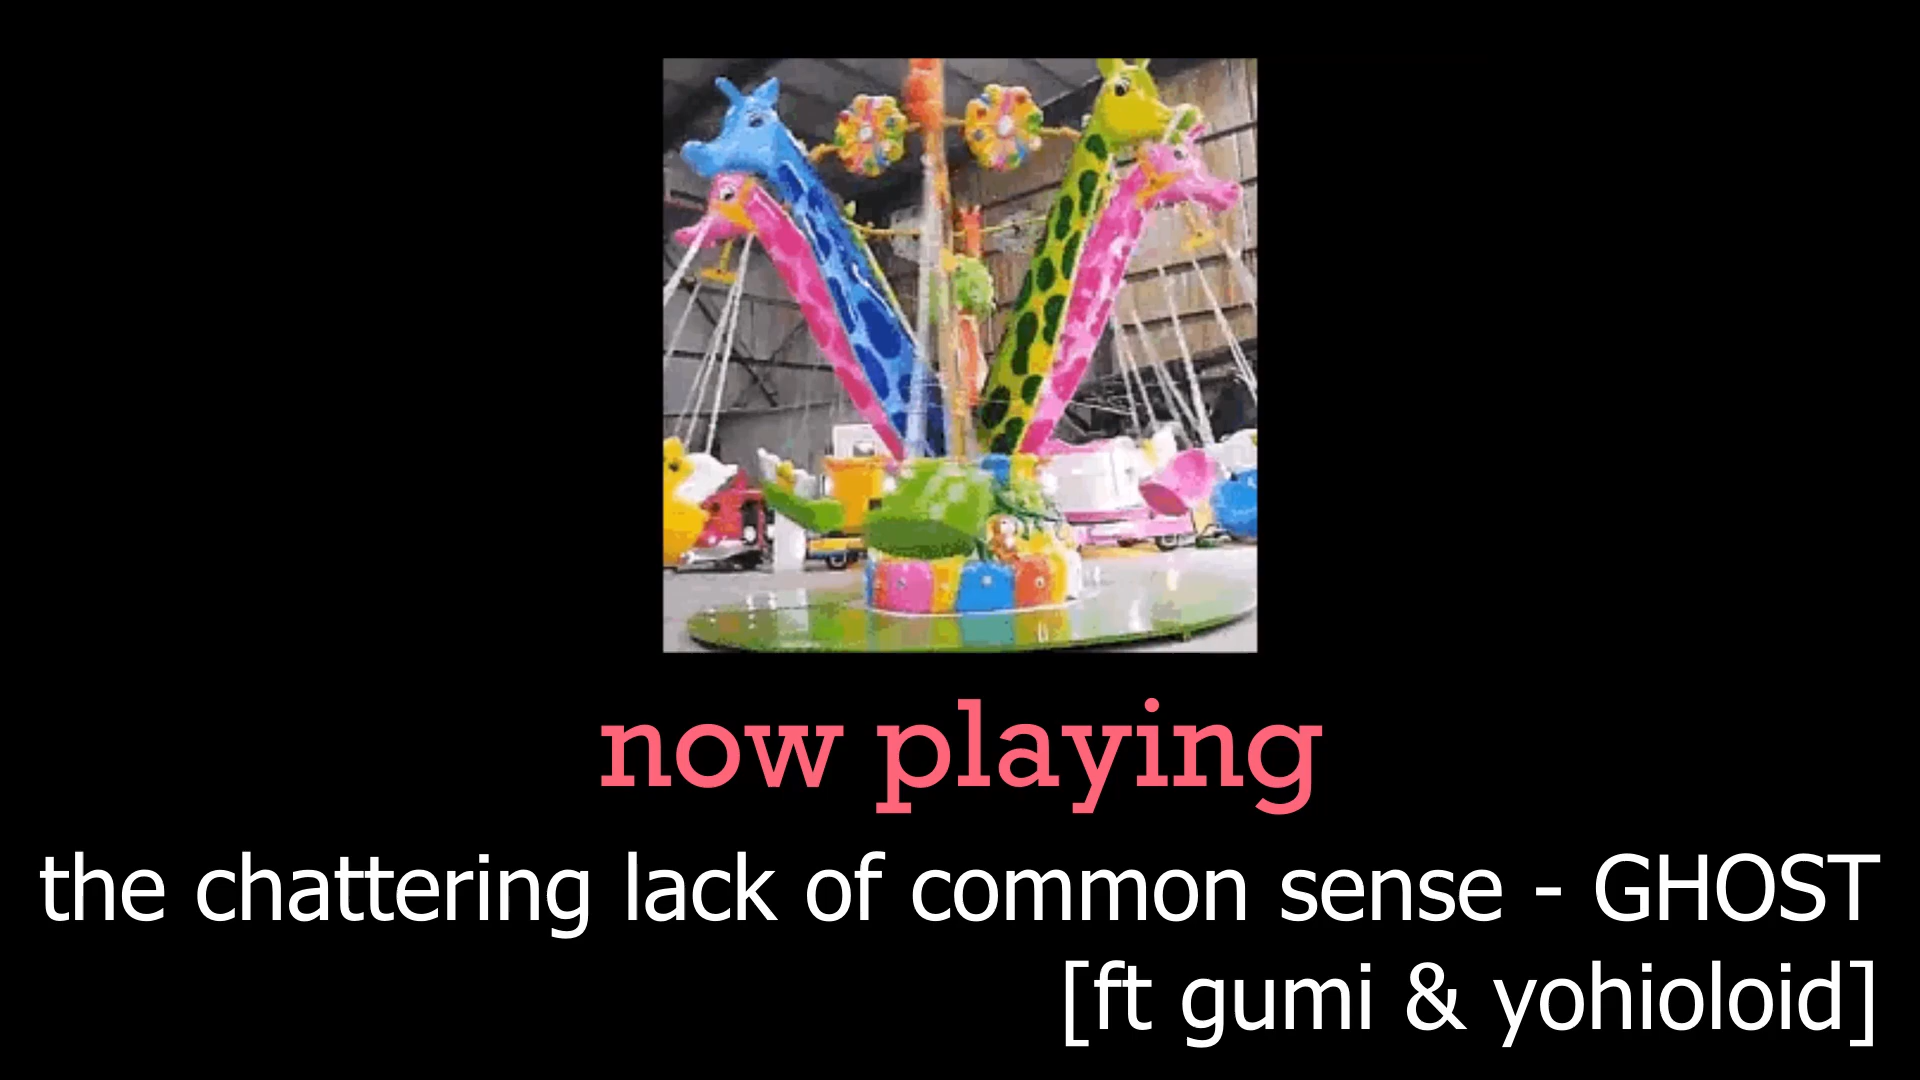 now playing
the chattering lack of common sense - GHOST
[ft gumi & yohioloid]